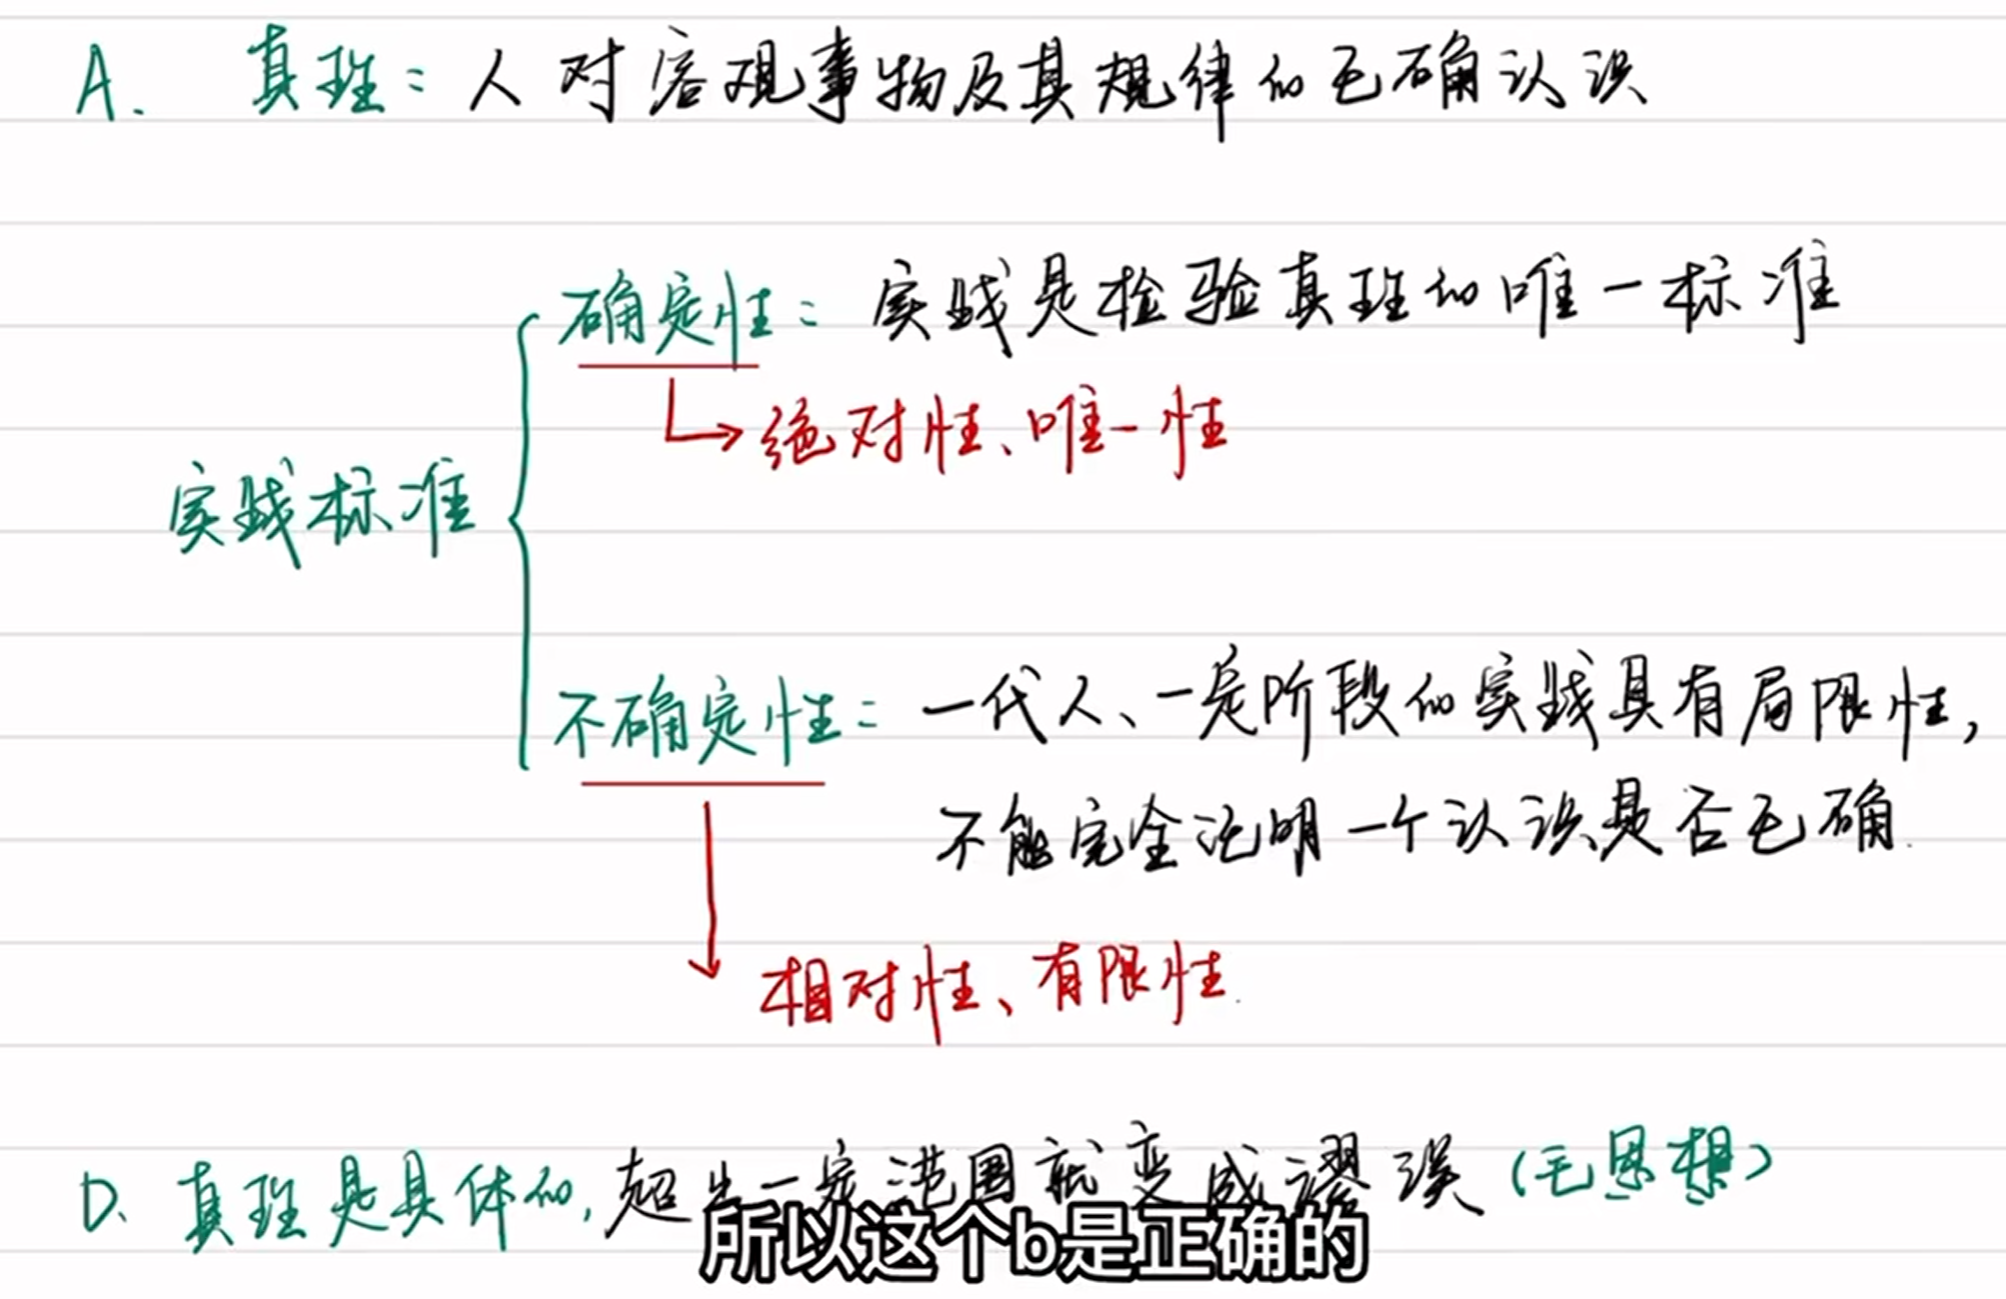 A. 真理：人对客观事物及其规律的正确认识
确定性：实践是检验真理的唯一标准
绝对性、唯一性
实践标准
不确定性：一代人、一定阶段的实践具有局限性，
不能完全证明一个认识是否正确.
相对性、有限性.
D. 真理是具体的,超出一定范围就变成谬误（毛思想）
所以这个b是正确的